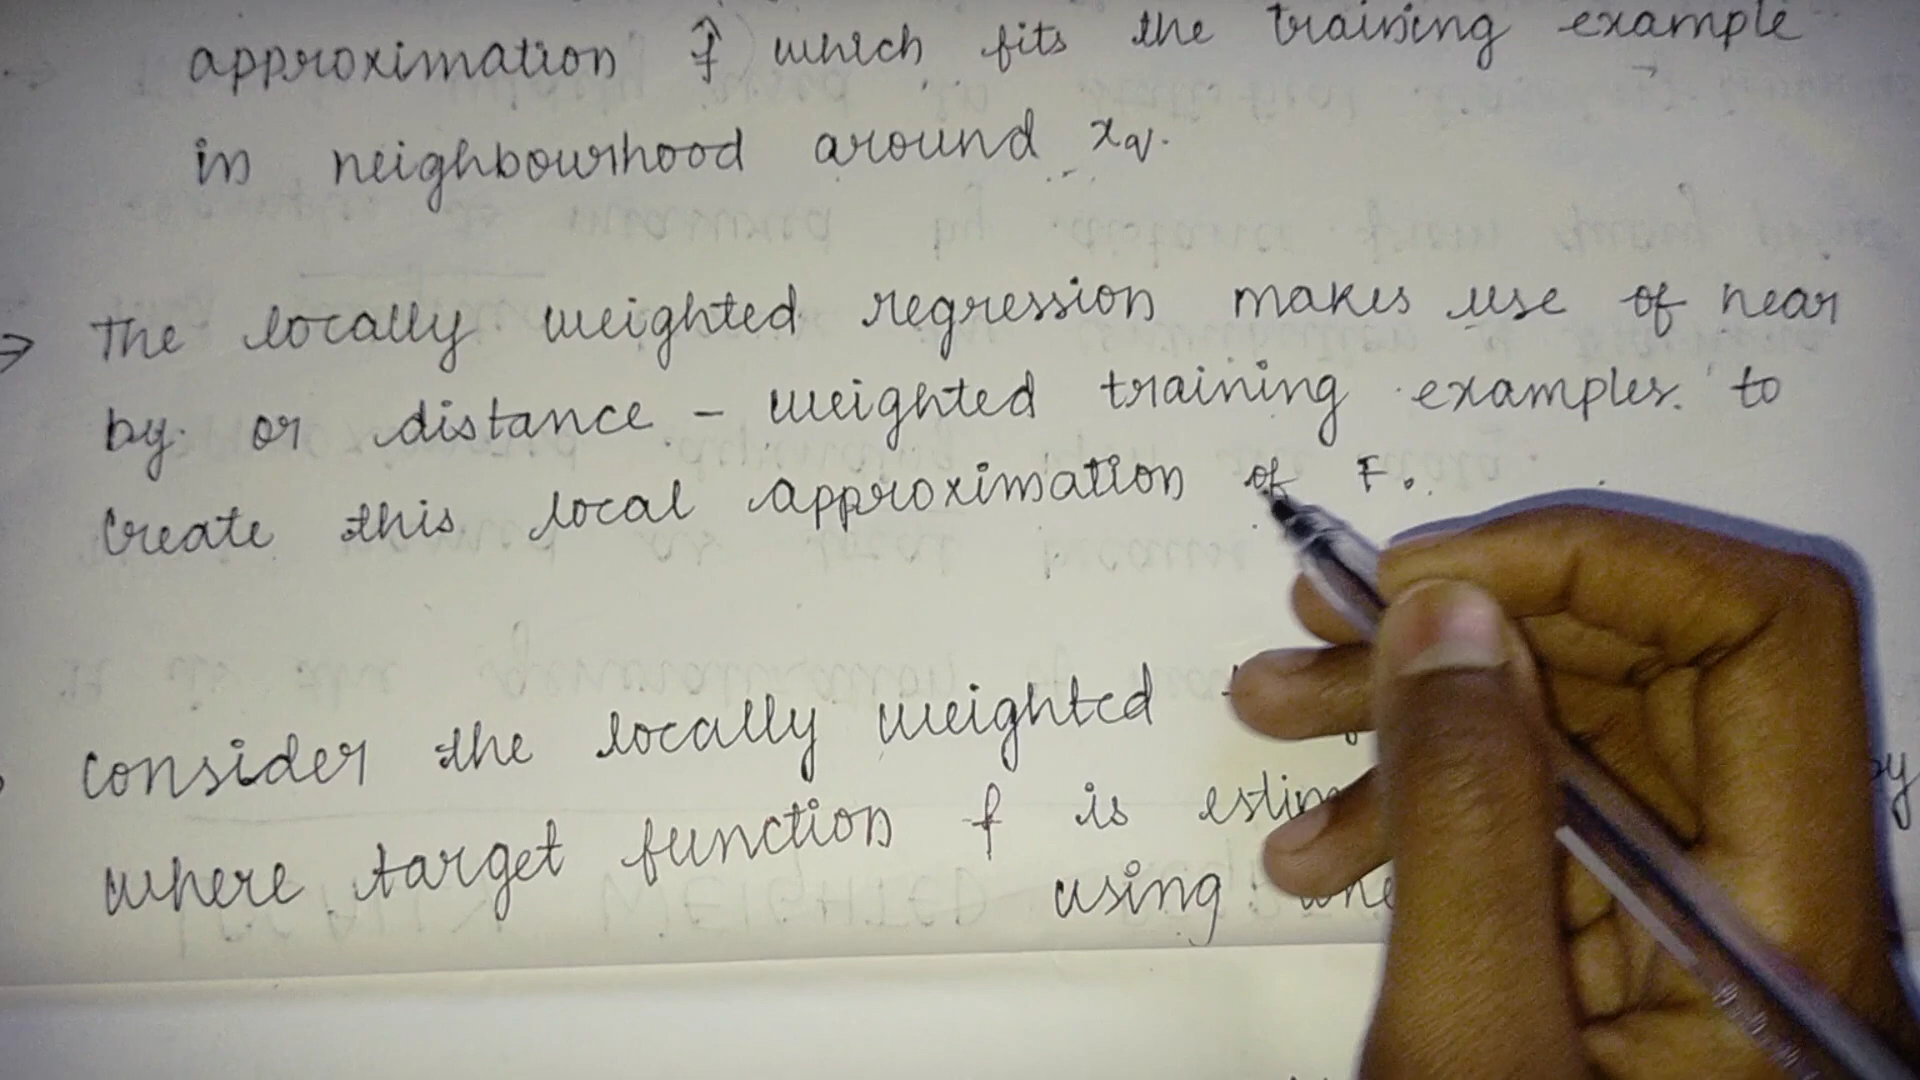 approximation f̂ which fits the training example
in neighbourhood around xq.
→ The locally weighted regression makes use of near
by or distance - weighted training examples to
create this local approximation of F.
Consider the locally weighted
where target function f is by
using